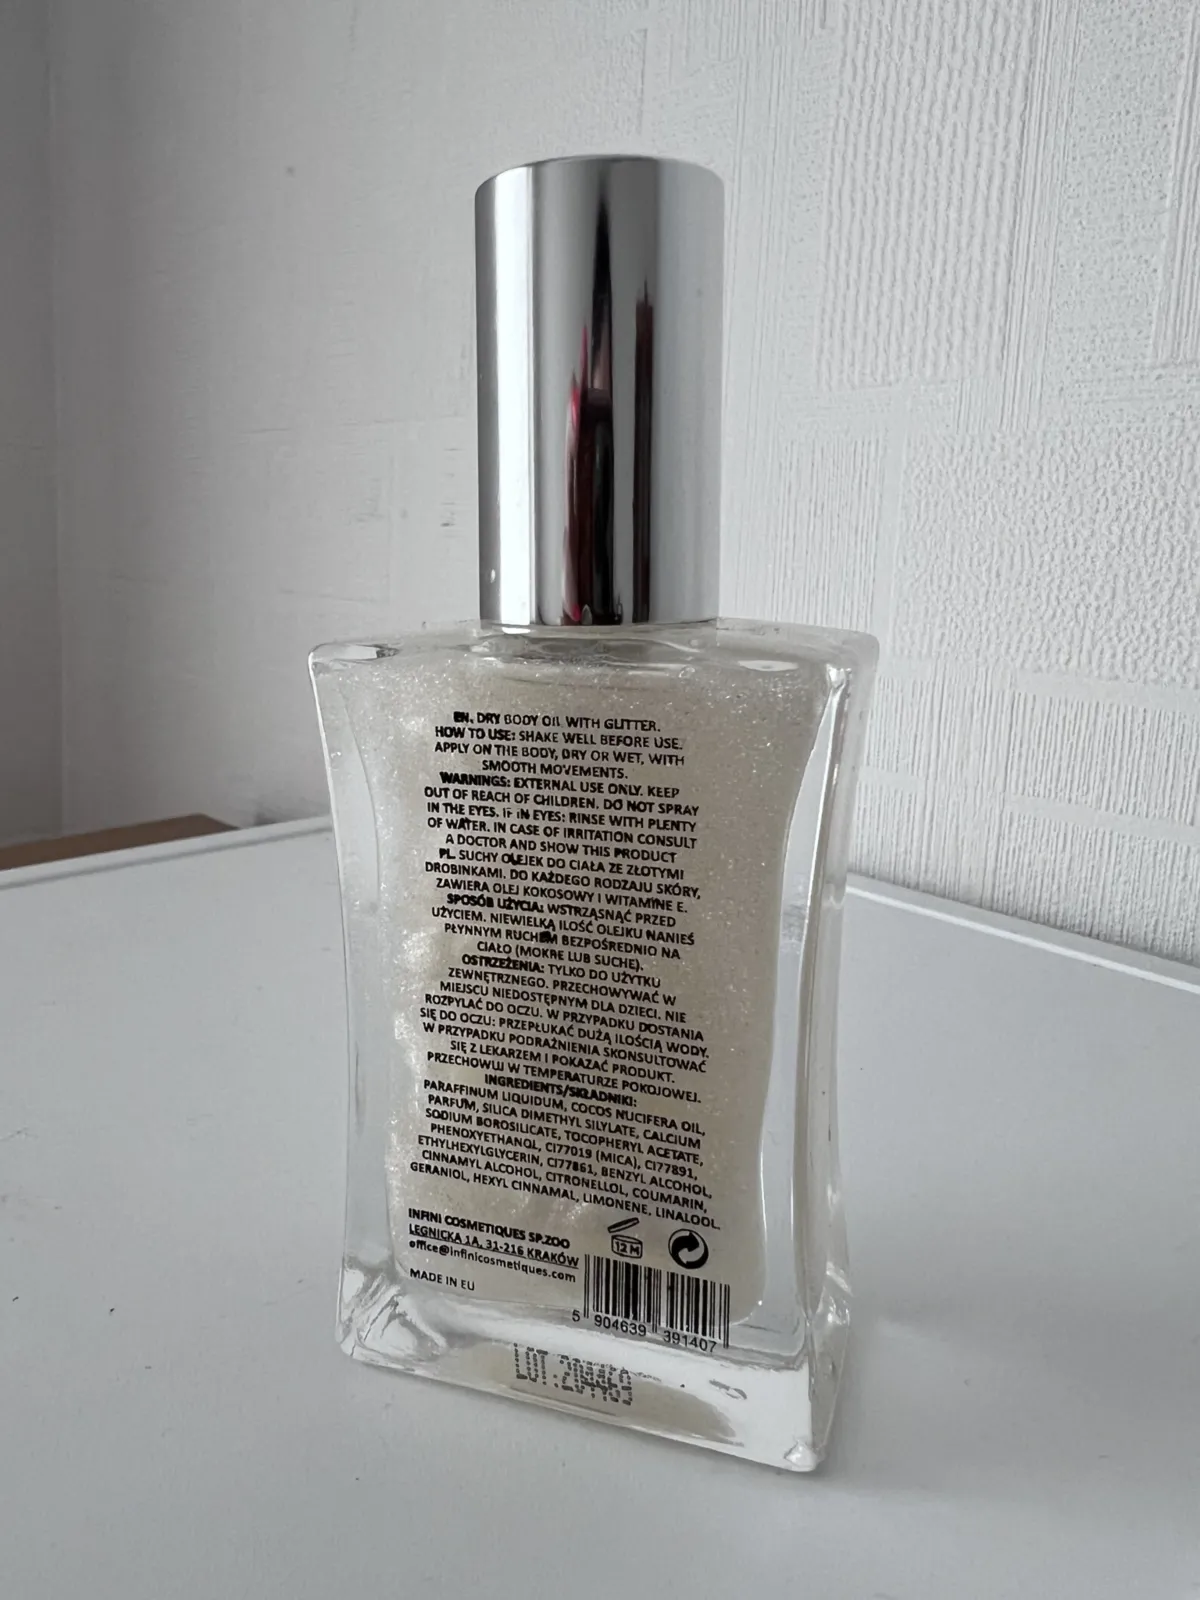 EN. DRY BODY OIL WITH GLITTER.
HOW TO USE: SHAKE WELL BEFORE USE.
APPLY ON THE BODY, DRY OR WET, WITH
SMOOTH MOVEMENTS.
WARNINGS: EXTERNAL USE ONLY. KEEP
OUT OF REACH OF CHILDREN. DO NOT SPRAY
IN THE EYES. IF IN EYES: RINSE WITH PLENTY
OF WATER. IN CASE OF IRRITATION CONSULT
A DOCTOR AND SHOW THIS PRODUCT
PL. SUCHY OLEJEK DO CIAŁA ZE ZŁOTYMI
DROBINKAMI. DO KAŻDEGO RODZAJU SKÓRY,
ZAWIERA OLEJ KOKOSOWY I WITAMINE E.
SPOSÓB UŻYCIA: WSTRZĄSNĄĆ PRZED
UŻYCIEM. NIEWIELKĄ ILOŚĆ OLEJKU NANIEŚ
PŁYNNYM RUCHEM BEZPOŚREDNIO NA
CIAŁO (MOKRE LUB SUCHE).
OSTRZEŻENIA: TYLKO DO UŻYTKU
ZEWNĘTRZNEGO. PRZECHOWYWAĆ W
MIEJSCU NIEDOSTĘPNYM DLA DZIECI. NIE
ROZPYLAĆ DO OCZU. W PRZYPADKU DOSTANIA
SIĘ DO OCZU: PRZEPŁUKAĆ DUŻĄ ILOŚCIĄ WODY.
W PRZYPADKU PODRAŻNIENIA SKONSULTOWAĆ
SIĘ Z LEKARZEM I POKAZAĆ PRODUKT.
PRZECHOWUJ W TEMPERATURZE POKOJOWEJ.
INGREDIENTS/SKŁADNIKI:
PARAFFINUM LIQUIDUM, COCOS NUCIFERA OIL,
PARFUM, SILICA DIMETHYL SILYLATE, CALCIUM
SODIUM BOROSILICATE, TOCOPHERYL ACETATE,
PHENOXYETHANOL, CI77019 (MICA), CI77891,
ETHYLHEXYLGLYCERIN, CI77861, BENZYL ALCOHOL,
CINNAMYL ALCOHOL, CITRONELLOL, COUMARIN,
GERANIOL, HEXYL CINNAMAL, LIMONENE, LINALOOL.
INFINI COSMETIQUES SP.ZOO
LEGNICKA 1A, 31-216 KRAKÓW
office@infinicosmetiques.com
MADE IN EU
12 M
5 904639 391407
LOT:204469